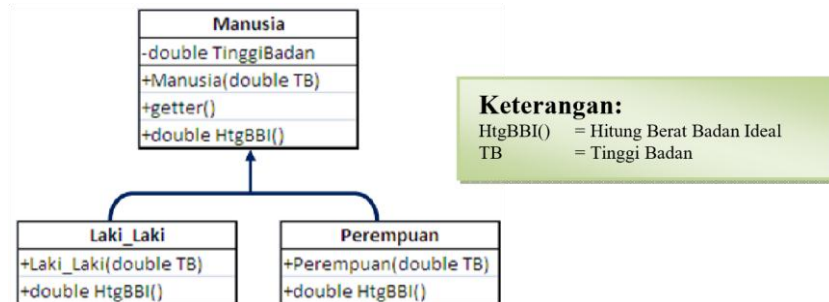 Manusia
-double TinggiBadan
+Manusia(double TB)
+getter()
+double HtgBBI()
Keterangan:
HtgBBI() = Hitung Berat Badan Ideal
TB = Tinggi Badan
Laki_Laki
+Laki_Laki(double TB)
+double HtgBBI()
Perempuan
+Perempuan(double TB)
+double HtgBBI()